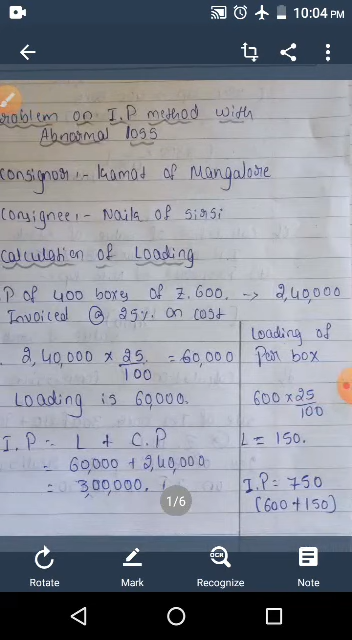 10:04 PM
roblem on I.P method with
Abnormal loss
Consignor:- Kamat of Mangalore
Consignee:- Naik of Sirsi
Calculation of Loading
P of 400 boxes of Z.600. → 2,40,000
Invoiced @ 25% on cost
2,40,000 × 25/100 = 60,000
Loading is 60,000.
I.P = L + C.P
= 60,000 + 2,40,000
= 3,00,000.
Loading of
Per box
600 × 25/100
L = 150.
I.P = 750
(600 + 150)
1/6
Rotate
Mark
OCR
Recognize
Note